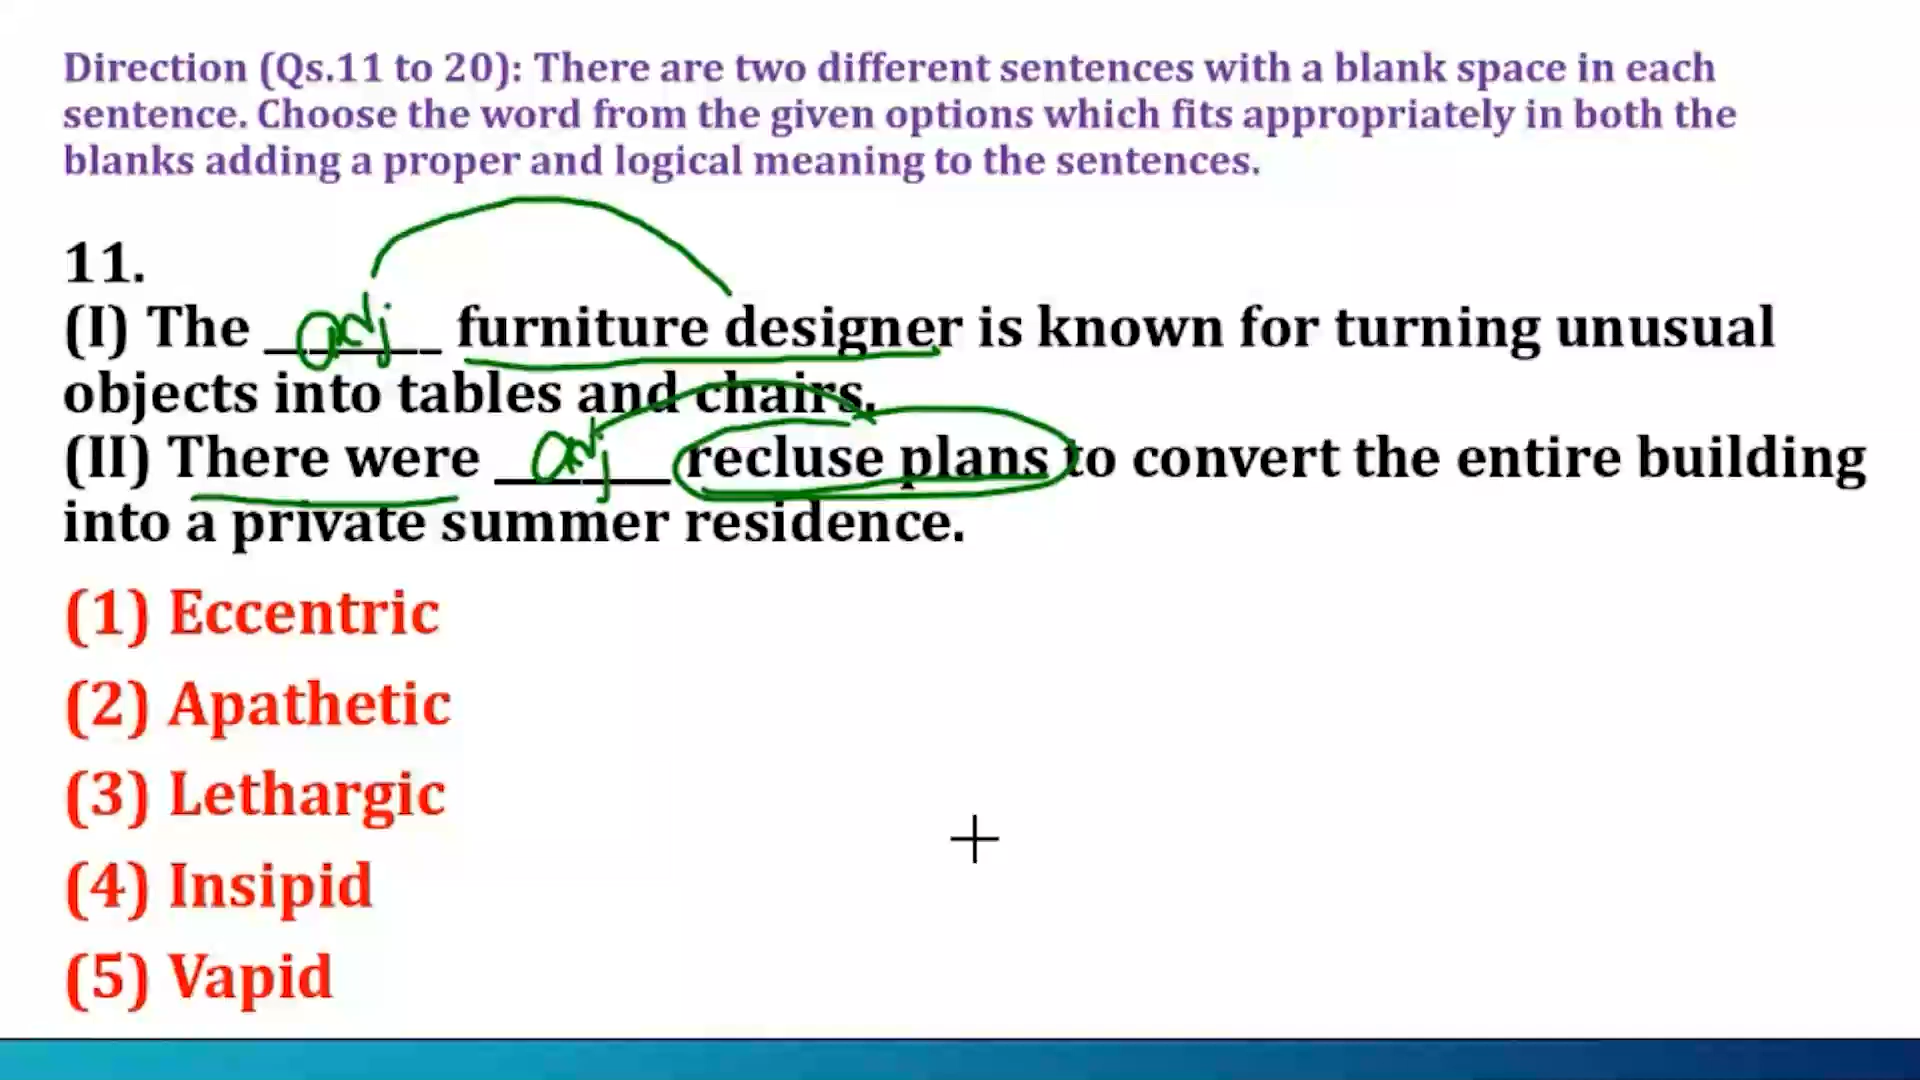 Direction (Qs.11 to 20): There are two different sentences with a blank space in each
sentence. Choose the word from the given options which fits appropriately in both the
blanks adding a proper and logical meaning to the sentences.
11.
(I) The ___adj___ furniture designer is known for turning unusual
objects into tables and chairs.
(II) There were ___adj___ recluse plans to convert the entire building
into a private summer residence.
(1) Eccentric
(2) Apathetic
(3) Lethargic
(4) Insipid
(5) Vapid